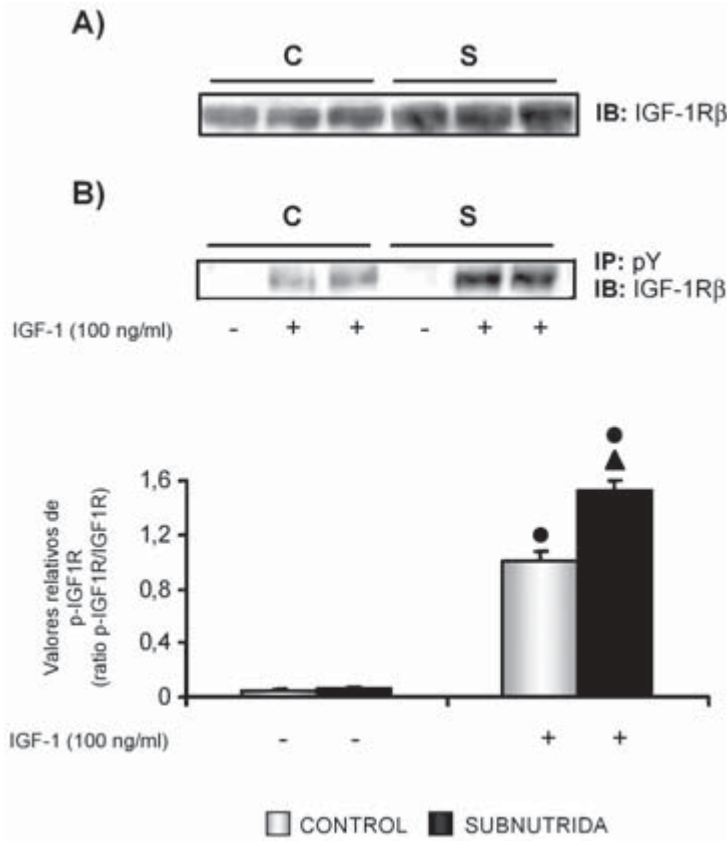 A)
C S
IB: IGF-1Rβ
B)
C S
IP: pY
IB: IGF-1Rβ
IGF-1 (100 ng/ml) - + + - + +
Valores relativos de
p-IGF1R
(ratio p-IGF1R/IGF1R)
1,6
1,2
0,8
0,4
0
IGF-1 (100 ng/ml) - - + +
CONTROL SUBNUTRIDA